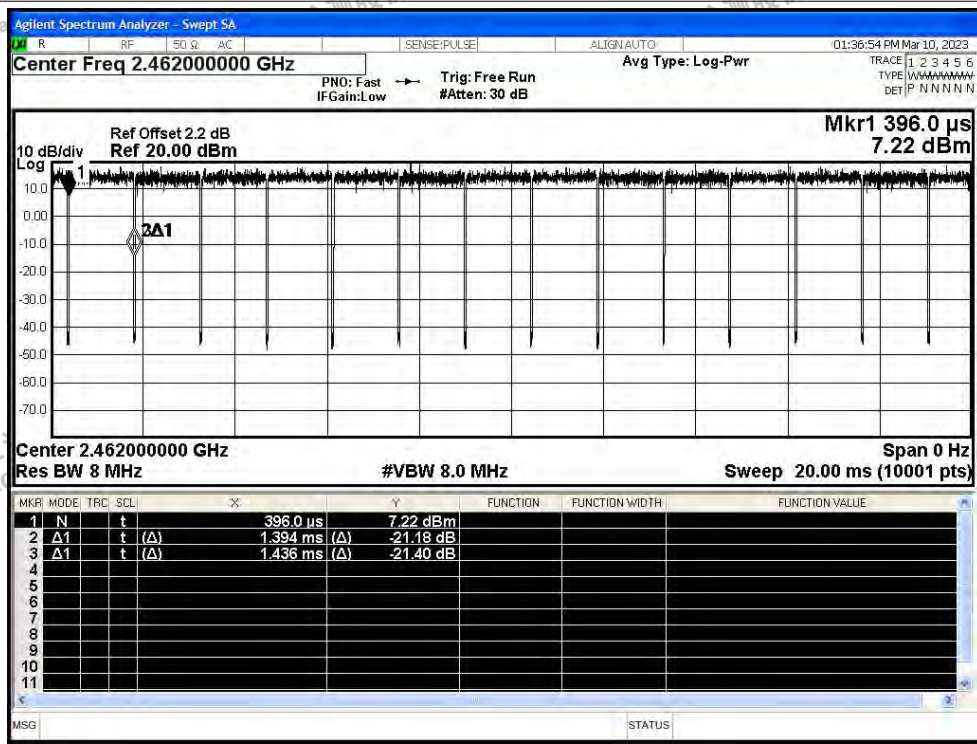 Agilent Spectrum Analyzer - Swept SA
R RF 50 Ω AC SENSE:PULSE ALIGNAUTO 01:36:54 PM Mar 10, 2023
Center Freq 2.462000000 GHz
PNO: Fast
IFGain:Low
Trig: Free Run
#Atten: 30 dB
Avg Type: Log-Pwr
TRACE 1 2 3 4 5 6
TYPE WWWWWWW
DET P N N N N N
Mkr1 396.0 µs
7.22 dBm
Ref Offset 2.2 dB
10 dB/div Ref 20.00 dBm
Log
1
10.0
0.00
3Δ1
-10.0
-20.0
-30.0
-40.0
-50.0
-60.0
-70.0
Center 2.462000000 GHz Span 0 Hz
Res BW 8 MHz #VBW 8.0 MHz Sweep 20.00 ms (10001 pts)
MKR MODE TRC SCL X Y FUNCTION FUNCTION WIDTH FUNCTION VALUE
1 N t 396.0 µs 7.22 dBm
2 Δ1 t (Δ) 1.394 ms (Δ) -21.18 dB
3 Δ1 t (Δ) 1.436 ms (Δ) -21.40 dB
4
5
6
7
8
9
10
11
MSG STATUS